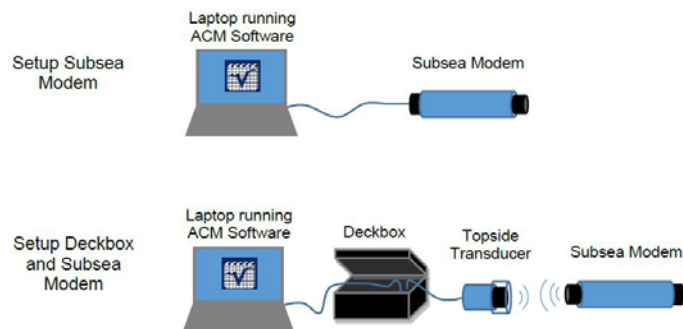 Laptop running
ACM Software
Setup Subsea
Modem
Subsea Modem
Laptop running
ACM Software
Deckbox
Topside
Transducer
Subsea Modem
Setup Deckbox
and Subsea
Modem